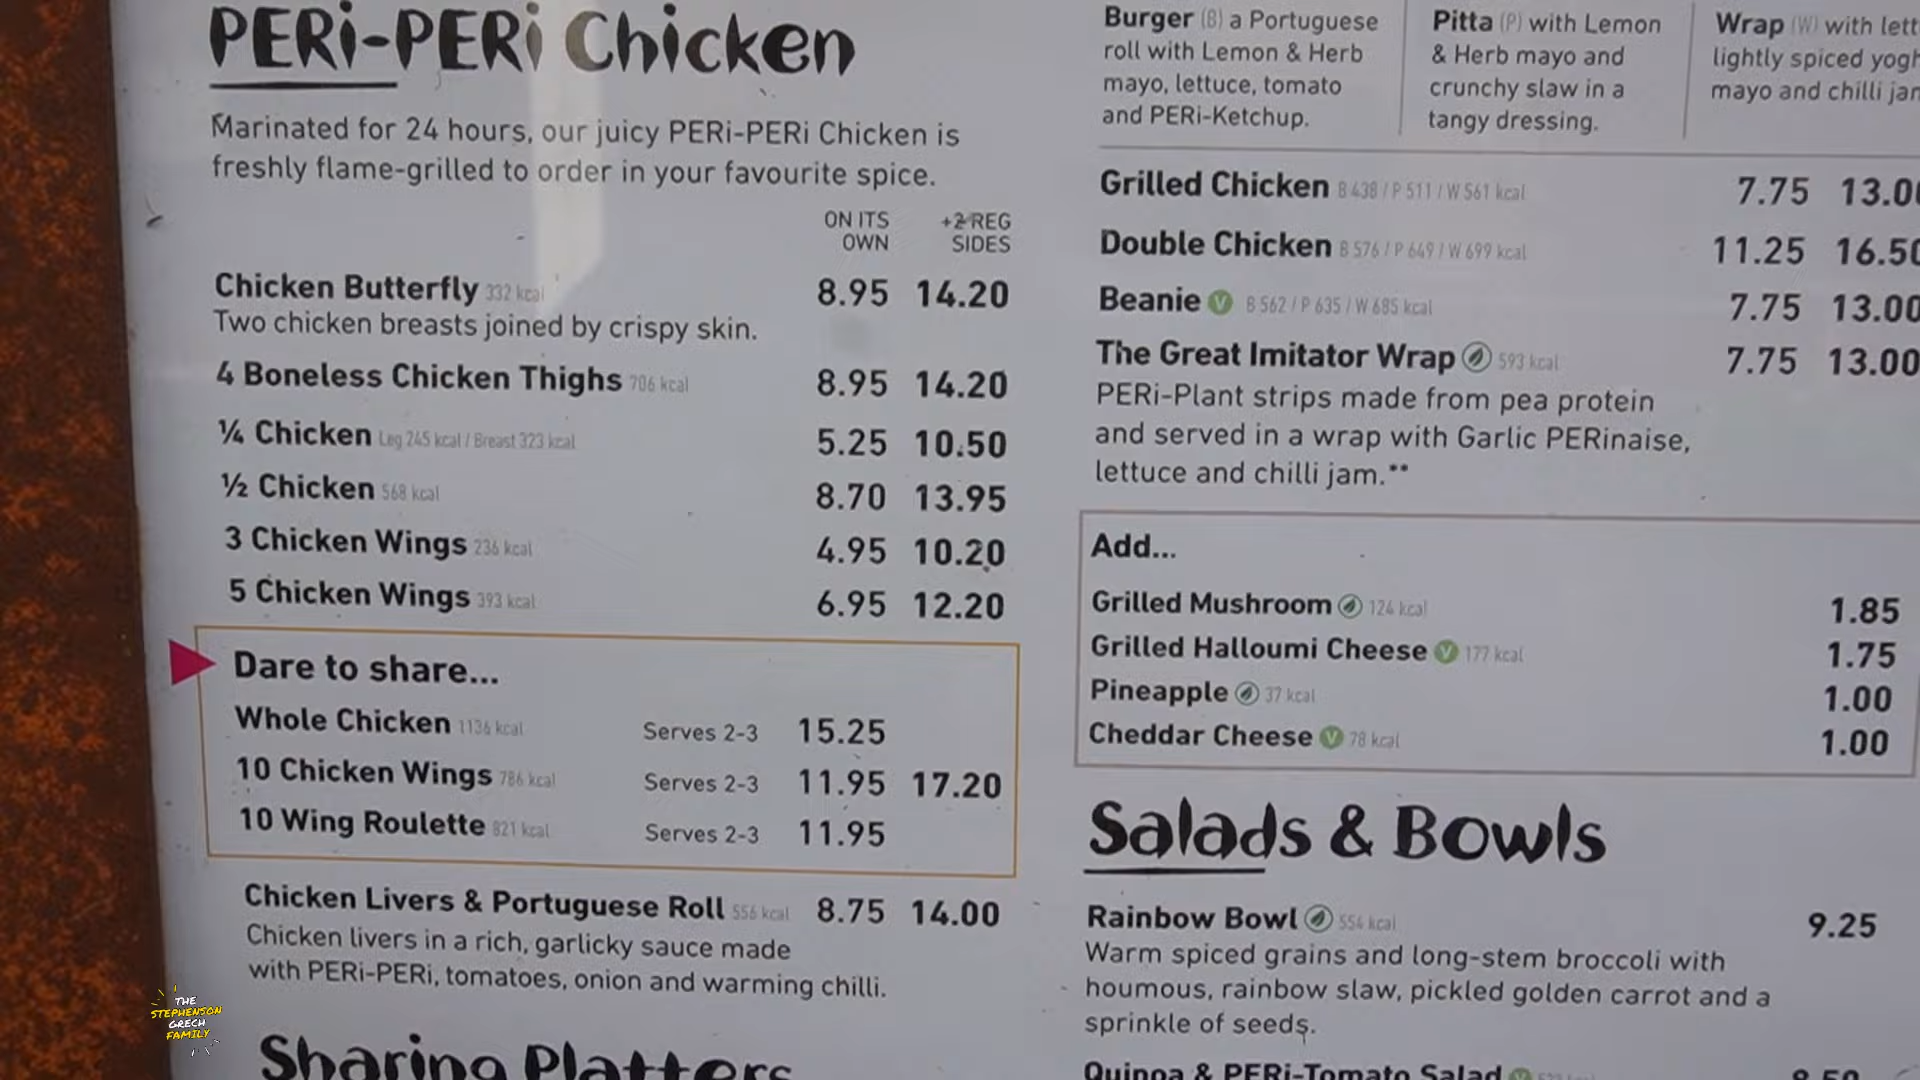 PERi-PERi Chicken
Marinated for 24 hours, our juicy PERi-PERi Chicken is
freshly flame-grilled to order in your favourite spice.
ON ITS OWN +2 REG SIDES
Chicken Butterfly 332 kcal 8.95 14.20
Two chicken breasts joined by crispy skin.
4 Boneless Chicken Thighs 706 kcal 8.95 14.20
¼ Chicken Leg 245 kcal / Breast 323 kcal 5.25 10.50
½ Chicken 568 kcal 8.70 13.95
3 Chicken Wings 236 kcal 4.95 10.20
5 Chicken Wings 393 kcal 6.95 12.20
Dare to share...
Whole Chicken 1136 kcal Serves 2-3 15.25
10 Chicken Wings 786 kcal Serves 2-3 11.95 17.20
10 Wing Roulette 821 kcal Serves 2-3 11.95
Chicken Livers & Portuguese Roll 556 kcal 8.75 14.00
Chicken livers in a rich, garlicky sauce made
with PERi-PERi, tomatoes, onion and warming chilli.
Sharing Platters
Burger (B) a Portuguese
roll with Lemon & Herb
mayo, lettuce, tomato
and PERi-Ketchup.
Pitta (P) with Lemon
& Herb mayo and
crunchy slaw in a
tangy dressing.
Wrap (W) with lett
lightly spiced yogh
mayo and chilli jam
Grilled Chicken B 438 / P 511 / W 561 kcal 7.75 13.00
Double Chicken B 576 / P 649 / W 699 kcal 11.25 16.50
Beanie V B 562 / P 635 / W 685 kcal 7.75 13.00
The Great Imitator Wrap 593 kcal 7.75 13.00
PERi-Plant strips made from pea protein
and served in a wrap with Garlic PERinaise,
lettuce and chilli jam.**
Add...
Grilled Mushroom 124 kcal 1.85
Grilled Halloumi Cheese V 177 kcal 1.75
Pineapple 37 kcal 1.00
Cheddar Cheese V 78 kcal 1.00
Salads & Bowls
Rainbow Bowl 554 kcal 9.25
Warm spiced grains and long-stem broccoli with
houmous, rainbow slaw, pickled golden carrot and a
sprinkle of seeds.
Quinoa & PERi-Tomato Salad V
THE
STEPHENSON
GRECH
FAMILY